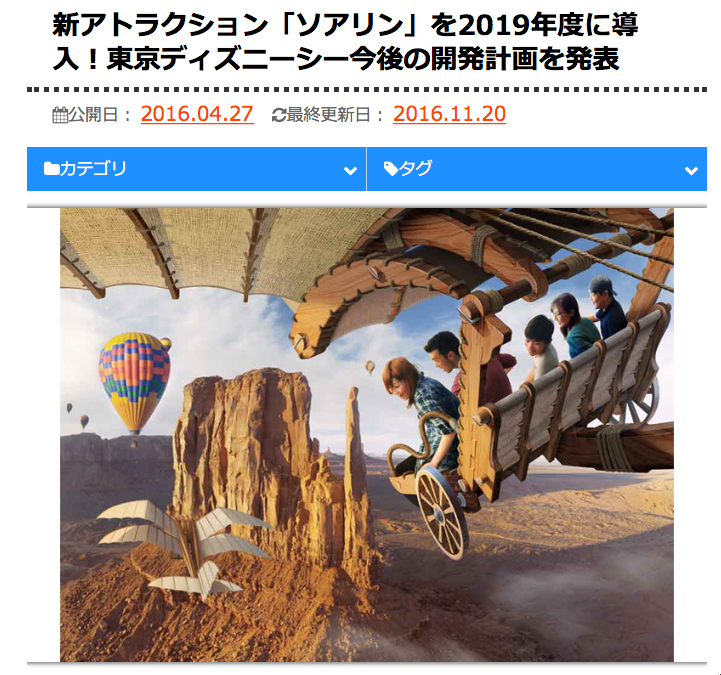 新アトラクション「ソアリン」を2019年度に導
入！東京ディズニーシー今後の開発計画を発表
公開日： 2016.04.27 最終更新日： 2016.11.20
カテゴリ タグ